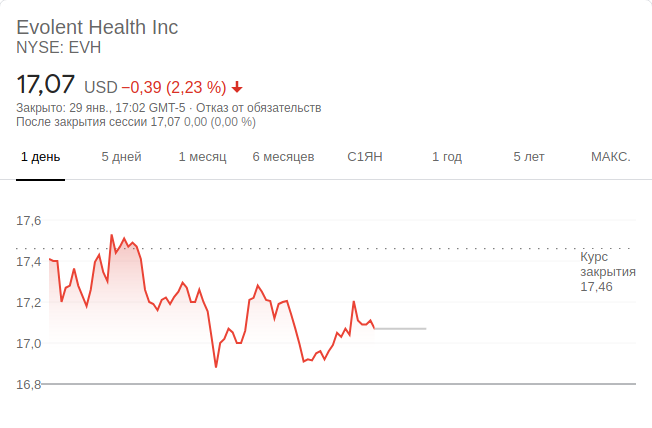 Evolent Health Inc
NYSE: EVH
17,07 USD −0,39 (2,23 %)
Закрыто: 29 янв., 17:02 GMT-5 · Отказ от обязательств
После закрытия сессии 17,07 0,00 (0,00 %)
1 день 5 дней 1 месяц 6 месяцев С1ЯН 1 год 5 лет МАКС.
17,6
17,4
17,2
17,0
16,8
Курс
закрытия
17,46